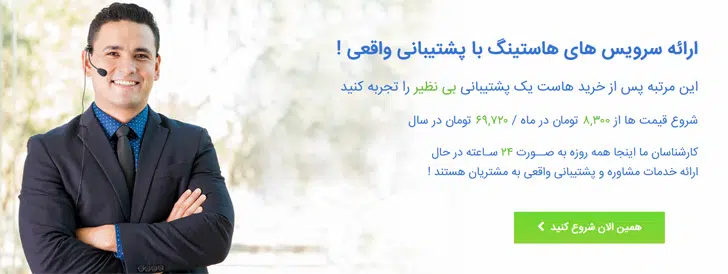 ارائه سرویس های هاستینگ با پشتیبانی واقعی !
این مرتبه پس از خرید هاست یک پشتیبانی بی نظیر را تجربه کنید
شروع قیمت ها از ۸,۳۰۰ تومان در ماه / ۶۹,۷۲۰ تومان در سال
کارشناسان ما اینجا همه روزه به صــورت ۲۴ سـاعته در حال
ارائه خدمات مشاوره و پشتیبانی واقعی به مشتریان هستند !
همین الان شروع کنید